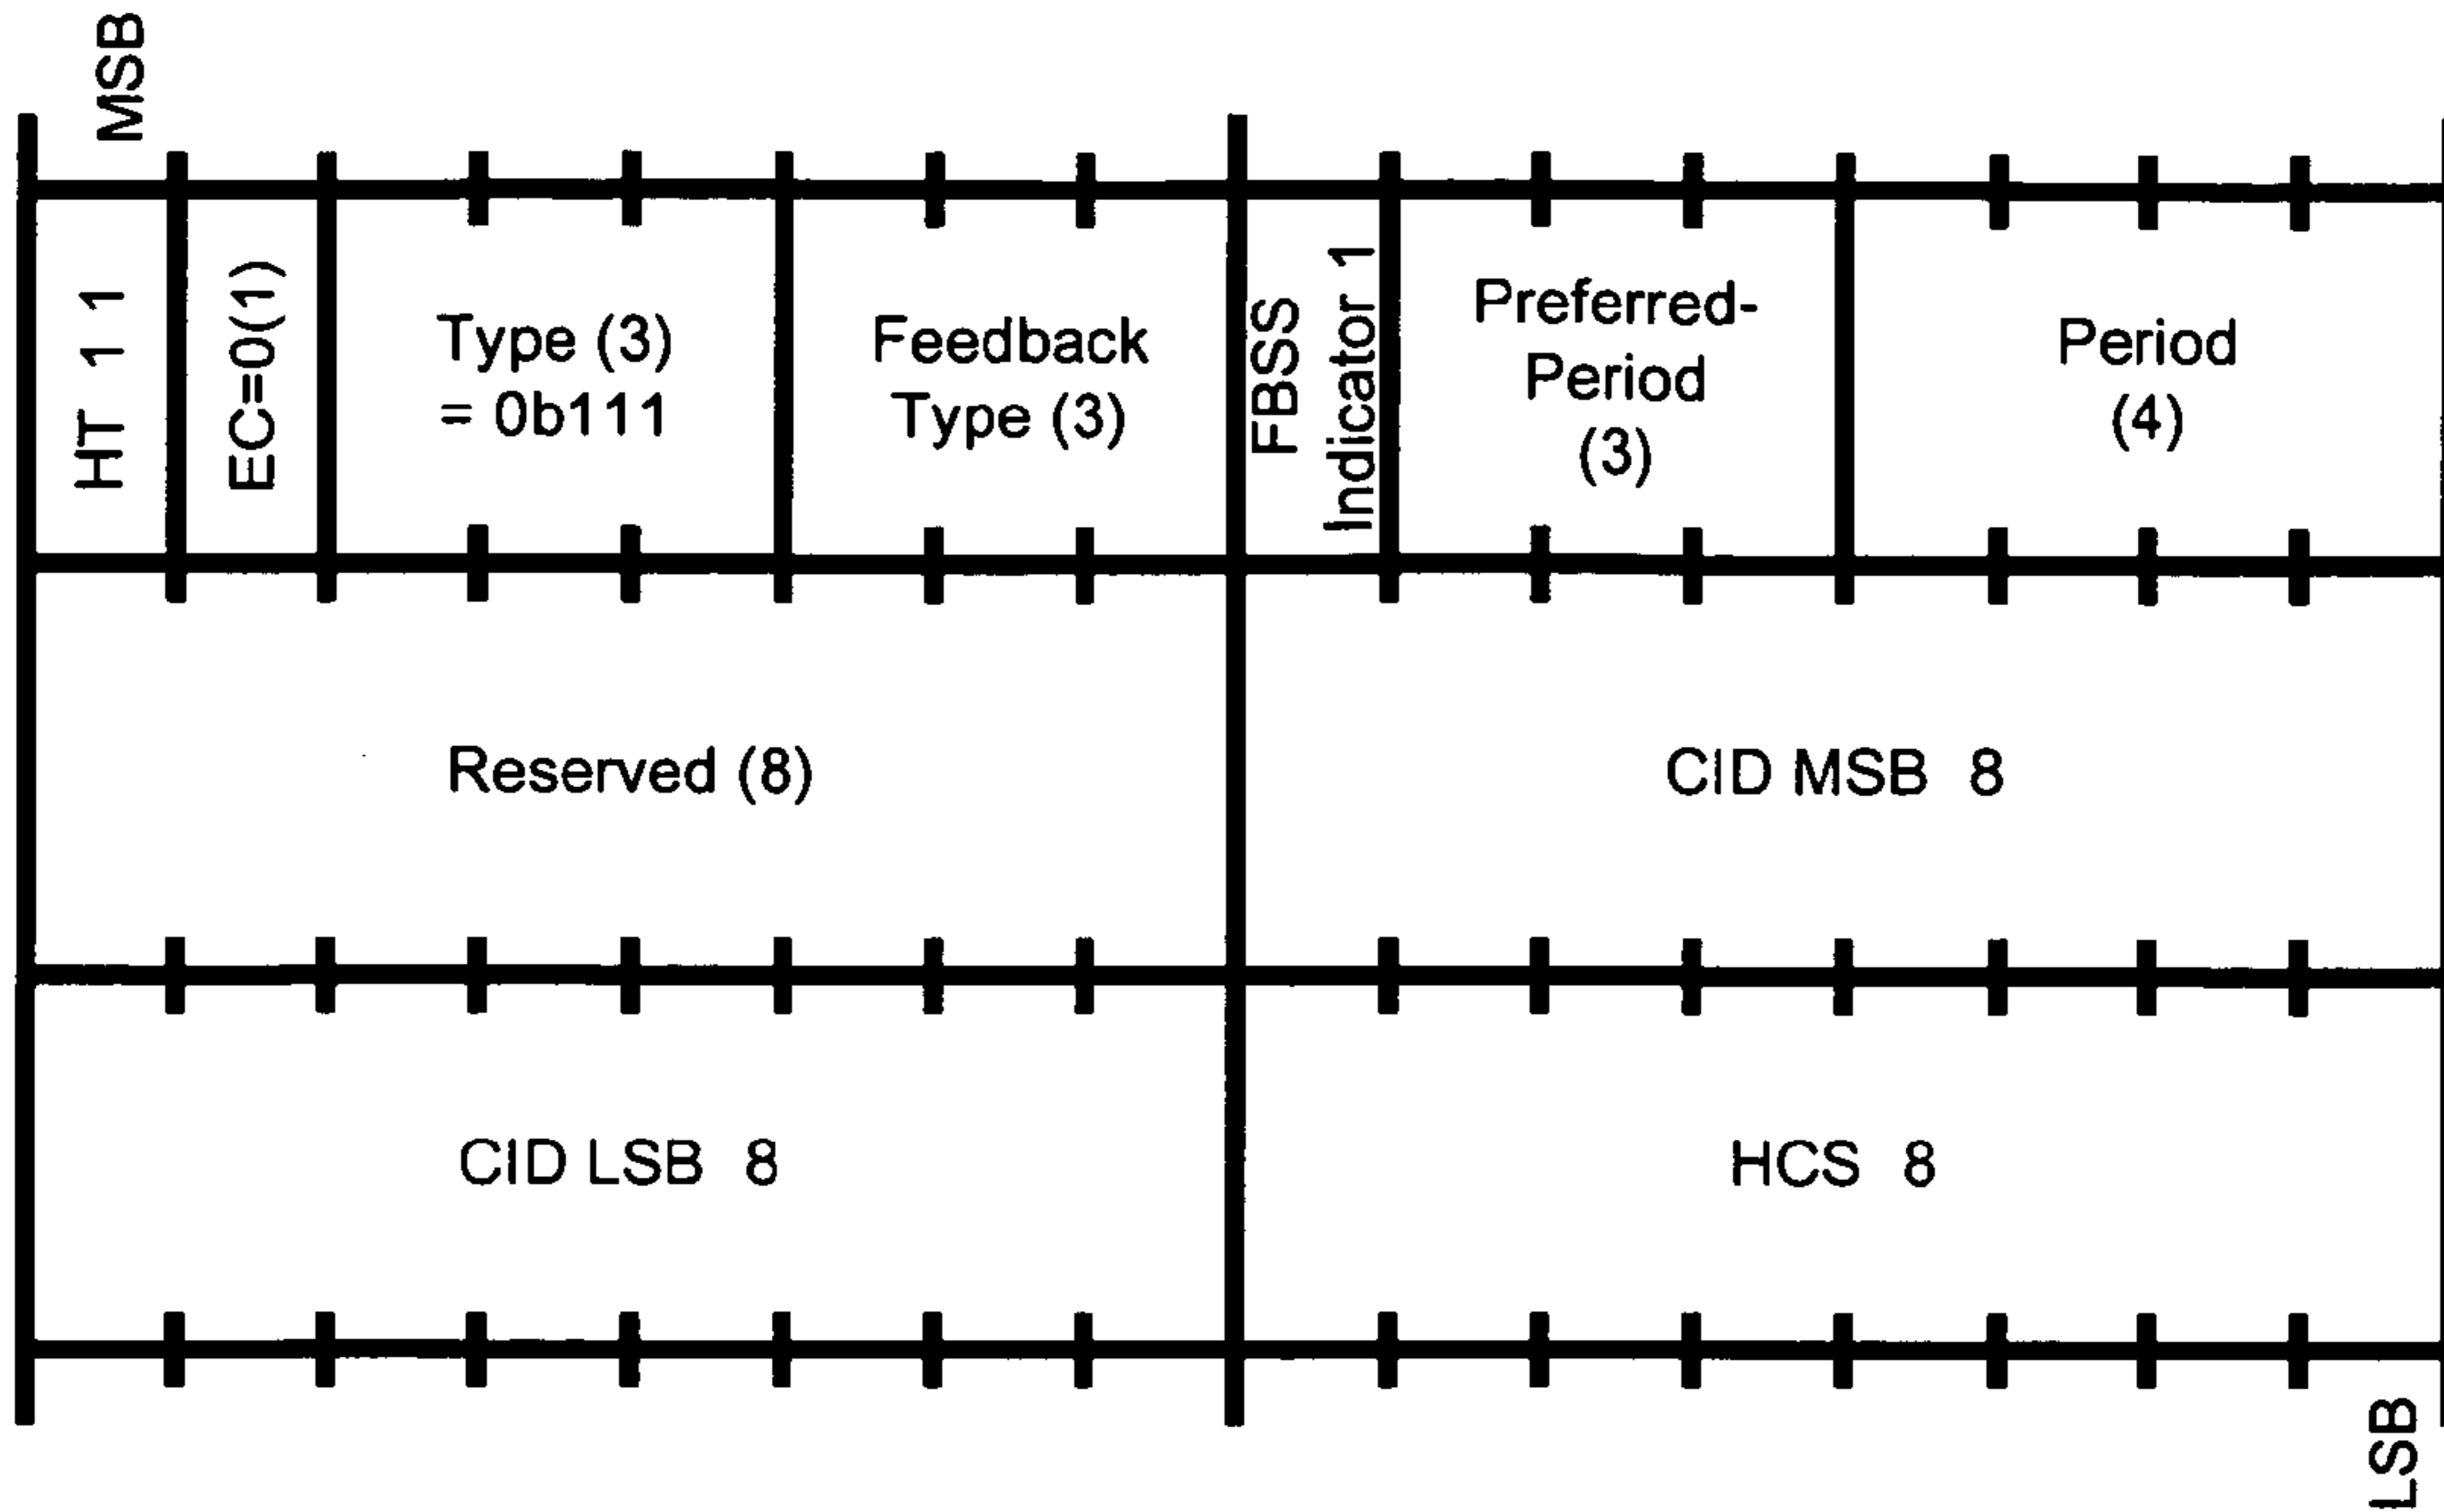 MSB
HT 1 1
EC=0(1)
Type (3)
= 0b111
Feedback
Type (3)
FBSS
Indicator 1
Preferred-
Period
(3)
Period
(4)
Reserved (8)
CID MSB 8
CID LSB 8
HCS 8
LSB